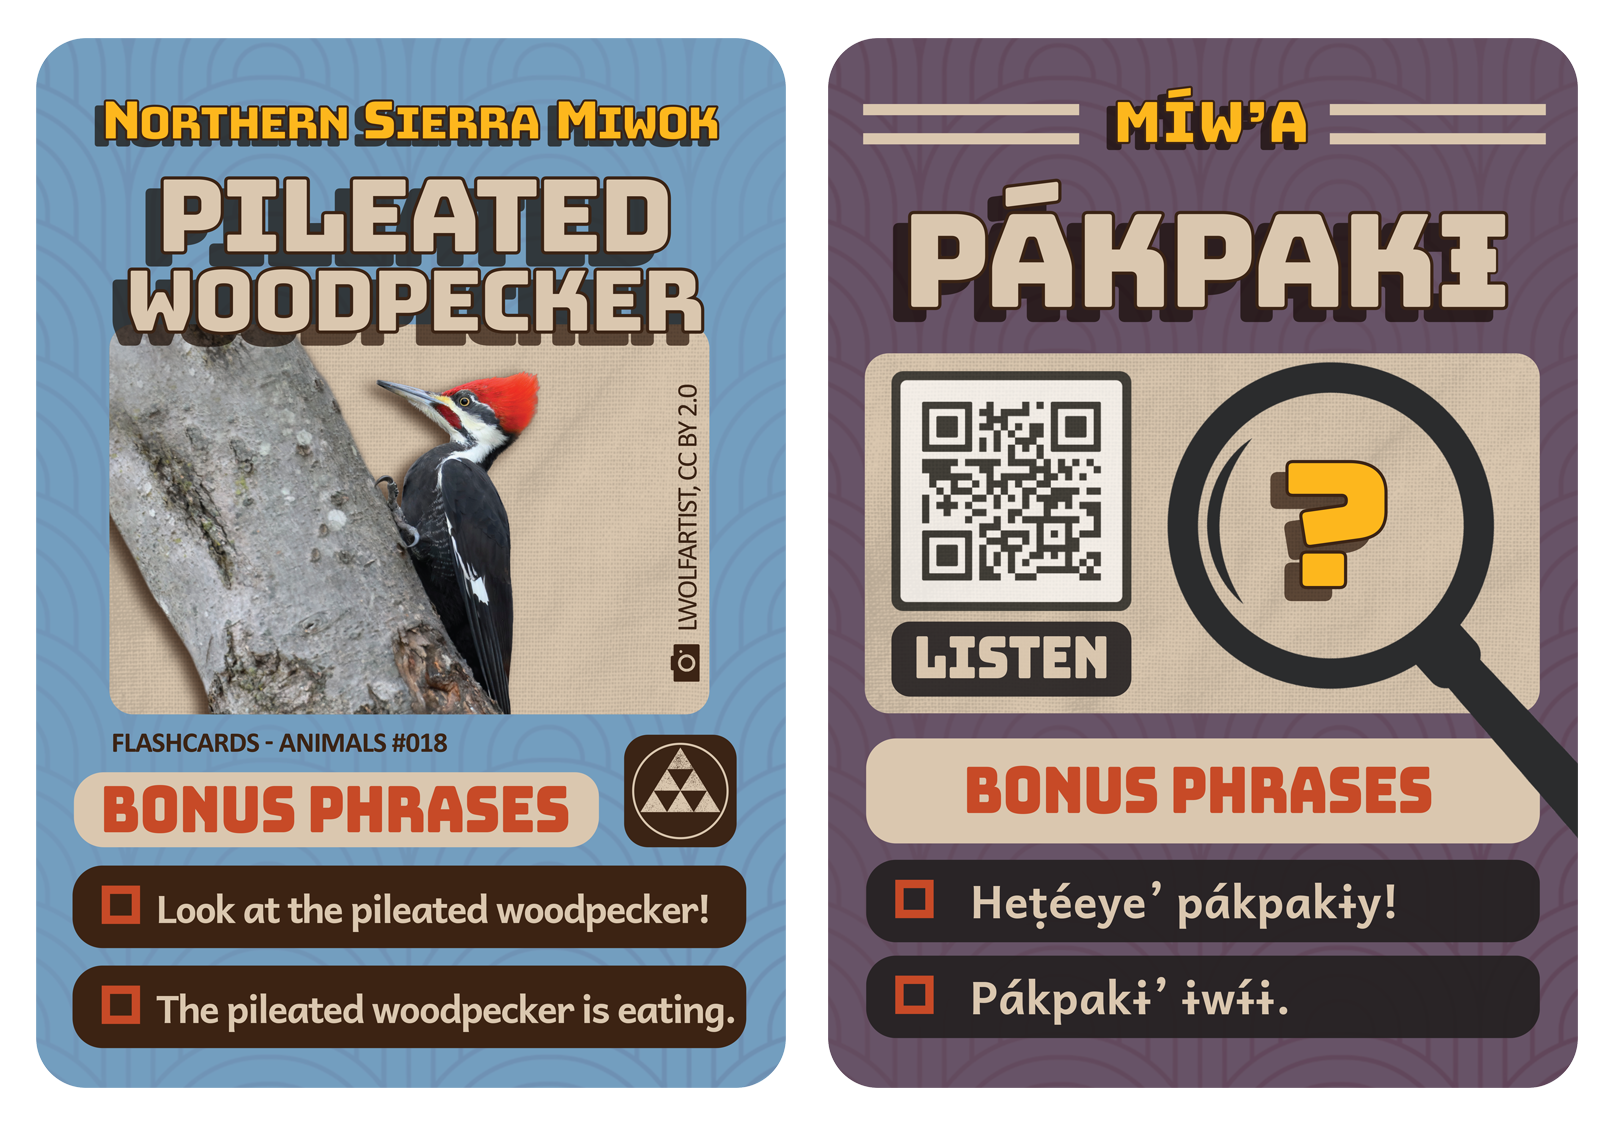 NORTHERN SIERRA MIWOK
PILEATED
WOODPECKER
LWOLFARTIST, CC BY 2.0
FLASHCARDS - ANIMALS #018
BONUS PHRASES
Look at the pileated woodpecker!
The pileated woodpecker is eating.
MÍW’A
PÁKPAKƗ
LISTEN
?
BONUS PHRASES
Heṭéeye’ pákpakɨy!
Pákpakɨ’ ɨwɨ́ɨ.